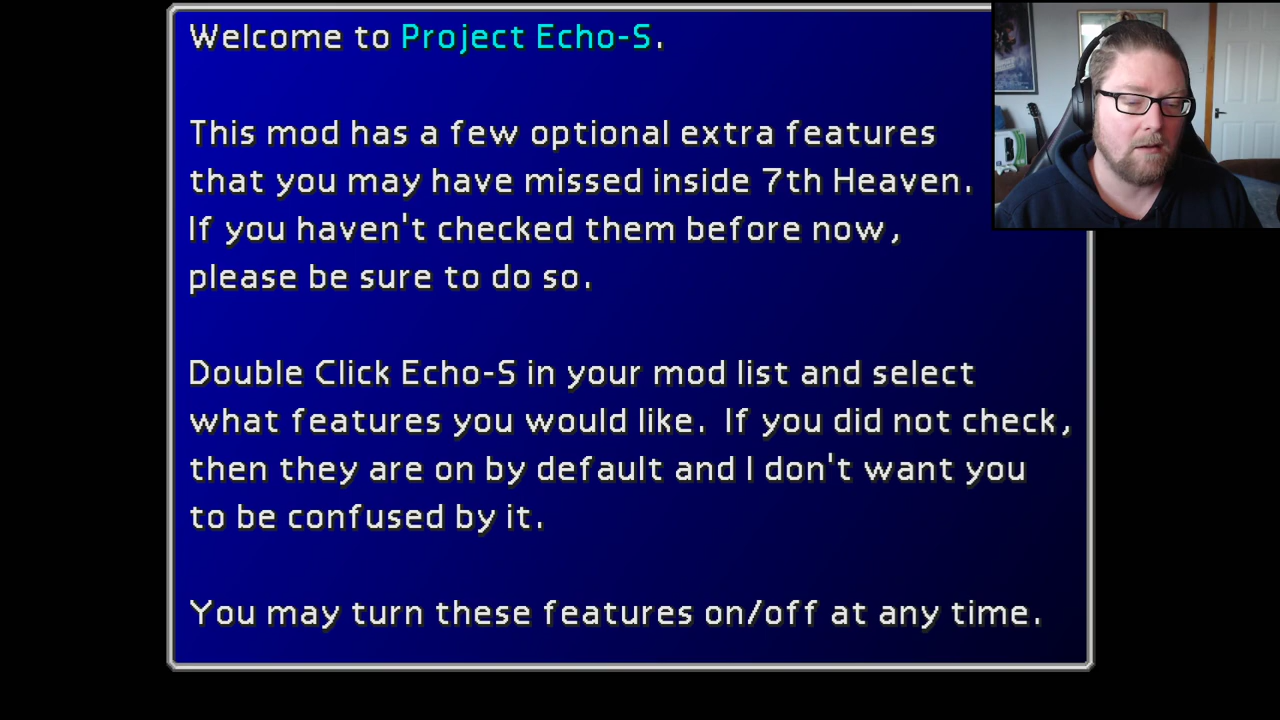 Welcome to Project Echo-S.
This mod has a few optional extra features
that you may have missed inside 7th Heaven.
If you haven't checked them before now,
please be sure to do so.
Double Click Echo-S in your mod list and select
what features you would like. If you did not check,
then they are on by default and I don't want you
to be confused by it.
You may turn these features on/off at any time.